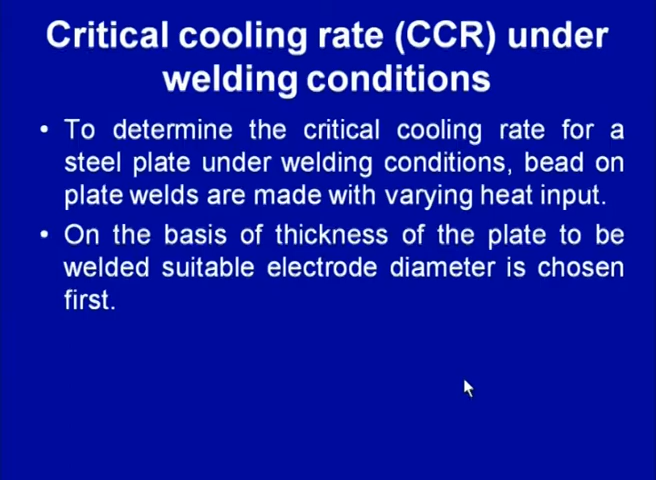 Critical cooling rate (CCR) under
welding conditions
• To determine the critical cooling rate for a
steel plate under welding conditions, bead on
plate welds are made with varying heat input.
• On the basis of thickness of the plate to be
welded suitable electrode diameter is chosen
first.